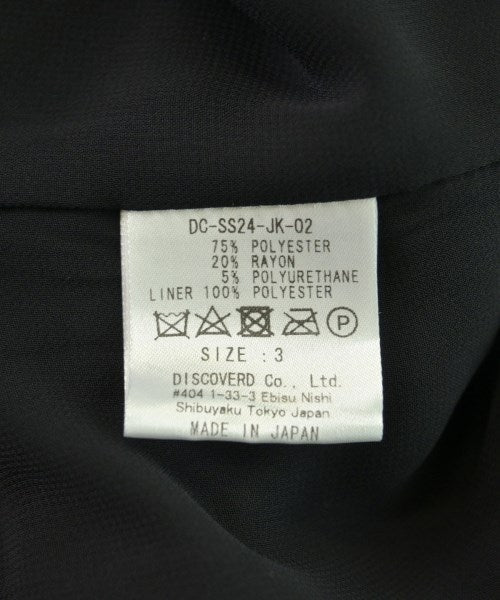 DC-SS24-JK-02
75% POLYESTER
20% RAYON
5% POLYURETHANE
LINER 100% POLYESTER
P
SIZE : 3
DISCOVERD Co., Ltd.
#404 1-33-3 Ebisu Nishi
Shibuyaku Tokyo Japan
MADE IN JAPAN